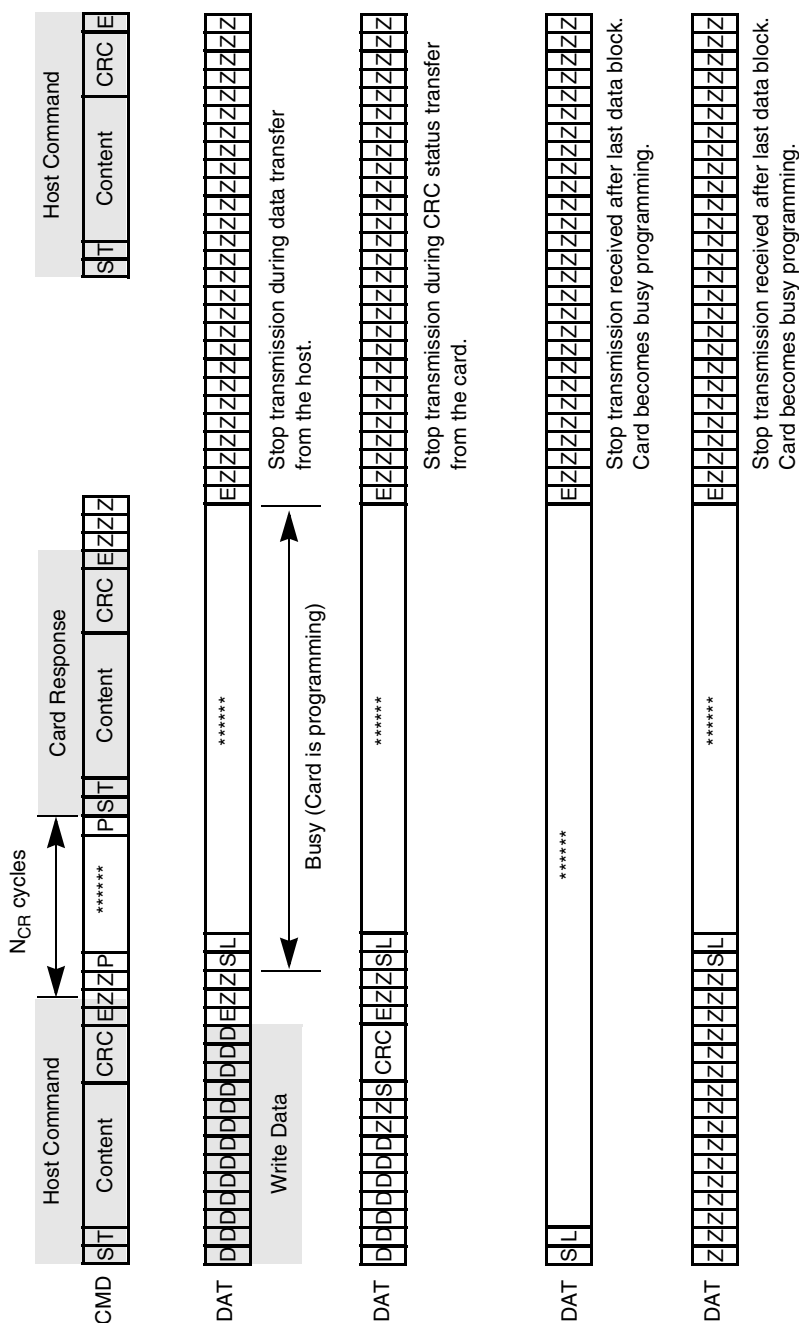 N_CR cycles
Host Command Card Response Host Command
CMD S T Content CRC E Z Z P ****** P S T Content CRC E Z Z Z S T Content CRC E
DAT D D D D D D D D D D D D D E Z Z S L ****** E Z Z Z Z Z Z Z Z Z Z Z Z Z Z Z Z Z Z Z Z Z Z Z Z Z Z
Write Data
Busy (Card is programming)
Stop transmission during data transfer
from the host.
DAT D D D D D D D Z Z S CRC E Z Z S L ****** E Z Z Z Z Z Z Z Z Z Z Z Z Z Z Z Z Z Z Z Z Z Z Z Z Z Z
Stop transmission during CRC status transfer
from the card.
DAT S L ****** E Z Z Z Z Z Z Z Z Z Z Z Z Z Z Z Z Z Z Z Z Z Z Z Z Z Z
Stop transmission received after last data block.
Card becomes busy programming.
DAT Z Z Z Z Z Z Z Z Z Z Z Z Z Z Z Z S L ****** E Z Z Z Z Z Z Z Z Z Z Z Z Z Z Z Z Z Z Z Z Z Z Z Z Z Z
Stop transmission received after last data block.
Card becomes busy programming.